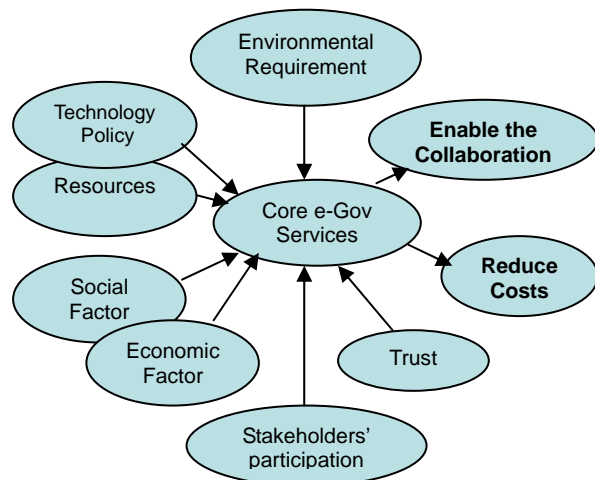 Environmental
Requirement
Technology
Policy
Enable the
Collaboration
Resources
Core e-Gov
Services
Reduce
Costs
Social
Factor
Economic
Factor
Trust
Stakeholders’
participation